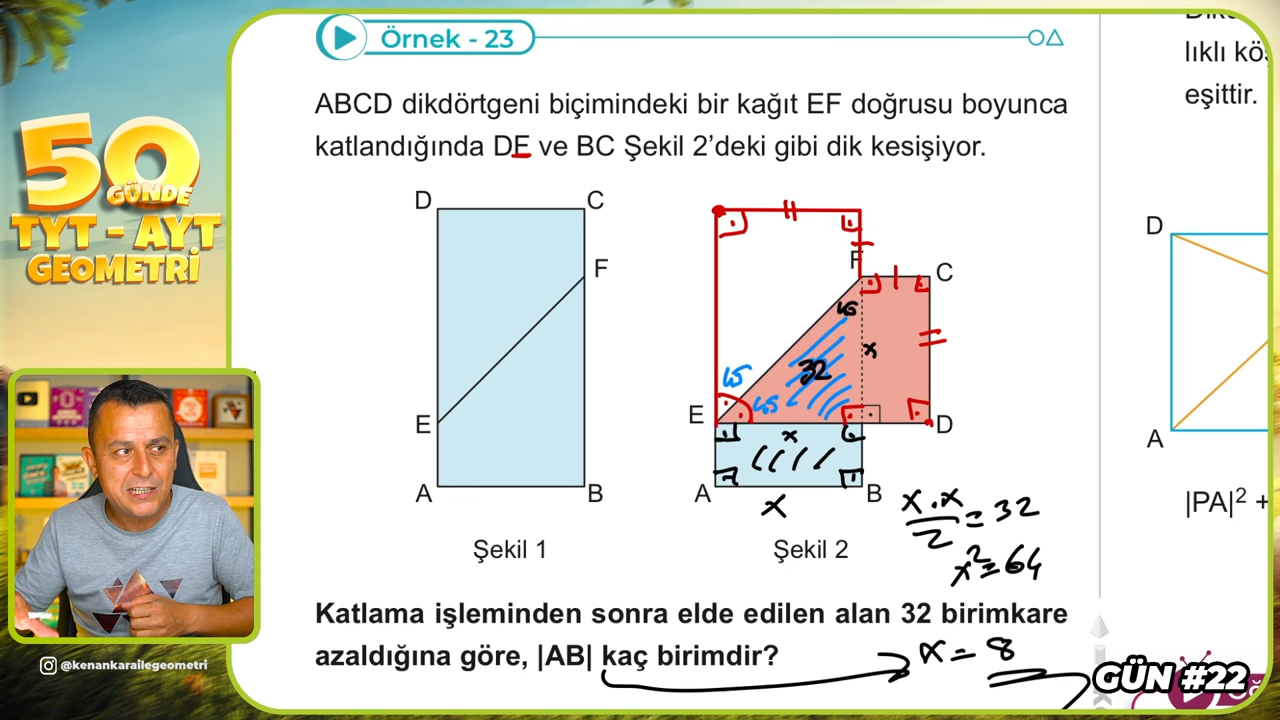 50
GÜNDE
TYT - AYT
GEOMETRİ
@kenankarailegeometri
Örnek - 23
ABCD dikdörtgeni biçimindeki bir kağıt EF doğrusu boyunca
katlandığında DE ve BC Şekil 2’deki gibi dik kesişiyor.
D C
F
E
A B
Şekil 1
F C
45
x
32
45 45
E D
x
A B
x
Şekil 2
x.x/2 = 32
x² = 64
Katlama işleminden sonra elde edilen alan 32 birimkare
azaldığına göre, |AB| kaç birimdir?
x = 8
lıklı kö
eşittir.
D
A
|PA|² +
GÜN #22